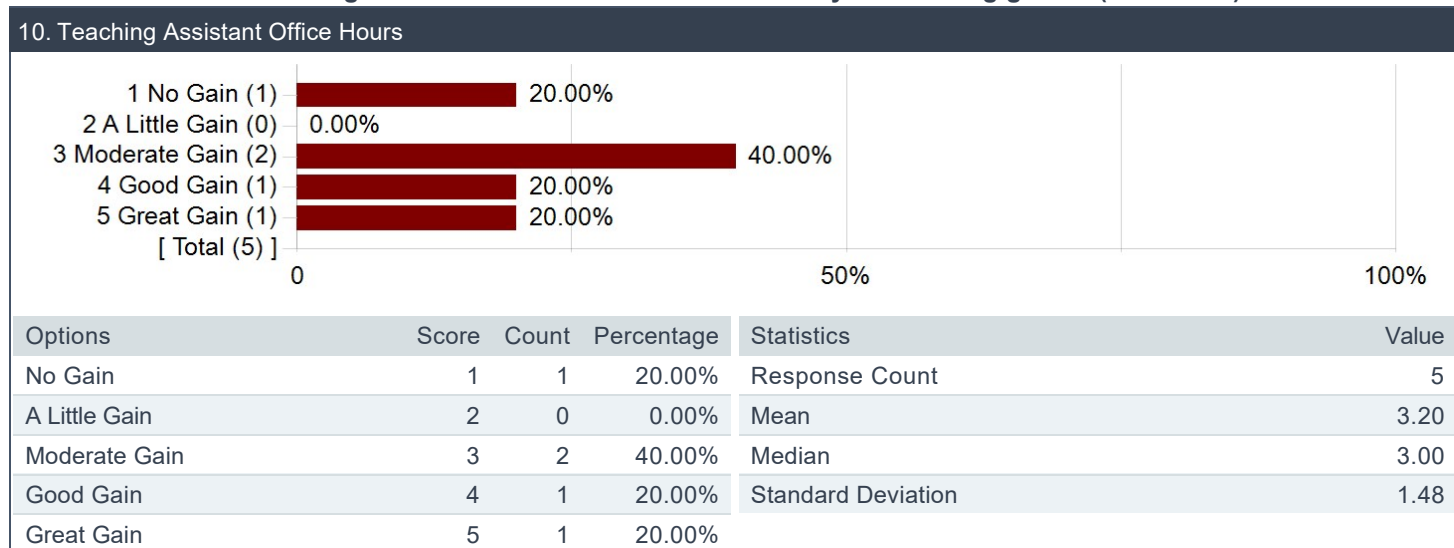 10. Teaching Assistant Office Hours
1 No Gain (1) 20.00%
2 A Little Gain (0) 0.00%
3 Moderate Gain (2) 40.00%
4 Good Gain (1) 20.00%
5 Great Gain (1) 20.00%
[ Total (5) ]
0 50% 100%
Options Score Count Percentage
No Gain 1 1 20.00%
A Little Gain 2 0 0.00%
Moderate Gain 3 2 40.00%
Good Gain 4 1 20.00%
Great Gain 5 1 20.00%
Statistics Value
Response Count 5
Mean 3.20
Median 3.00
Standard Deviation 1.48